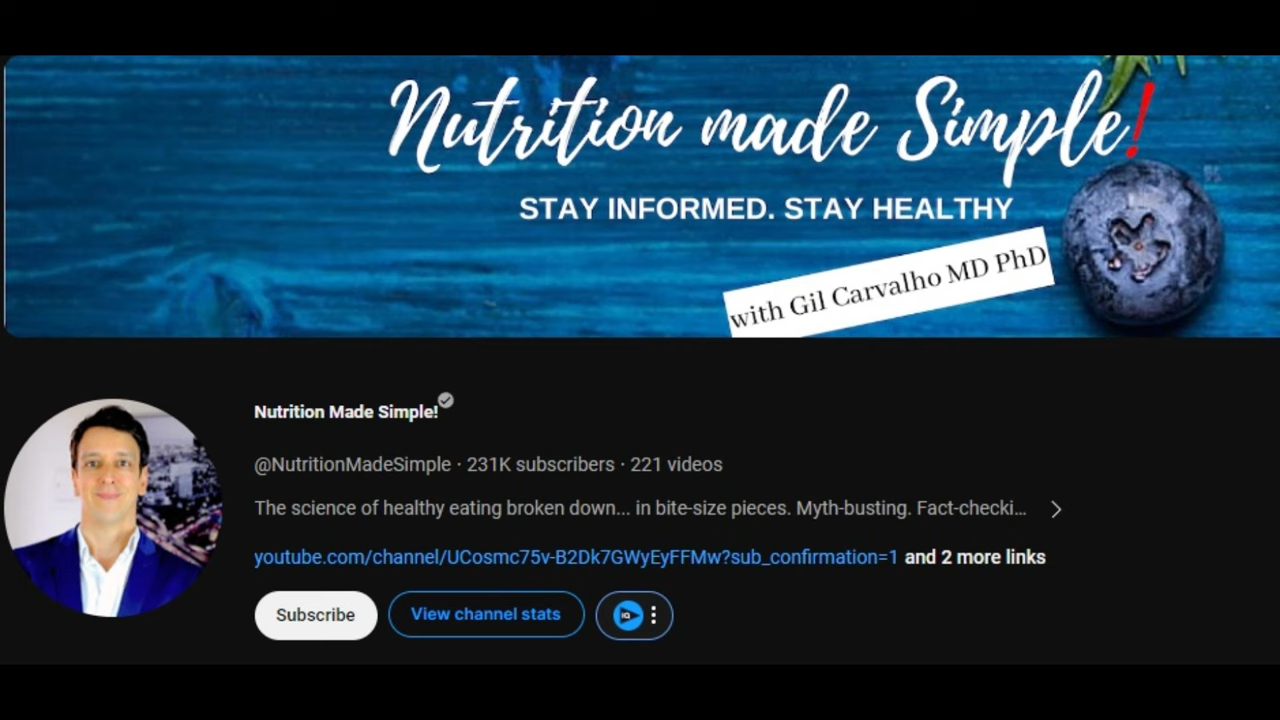 Nutrition made Simple!
STAY INFORMED. STAY HEALTHY
with Gil Carvalho MD PhD
Nutrition Made Simple!
@NutritionMadeSimple · 231K subscribers · 221 videos
The science of healthy eating broken down... in bite-size pieces. Myth-busting. Fact-checki...
youtube.com/channel/UCosmc75v-B2Dk7GWyEyFFMw?sub_confirmation=1 and 2 more links
Subscribe View channel stats IQ